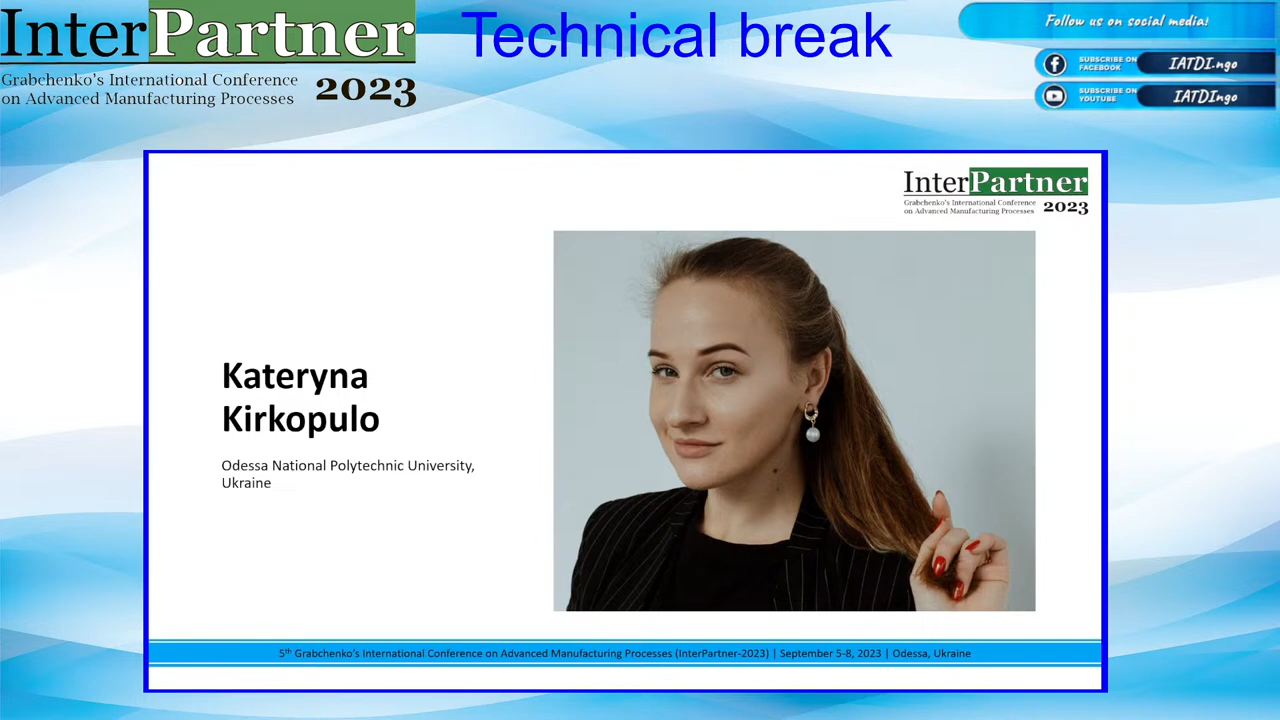 InterPartner
Grabchenko's International Conference
on Advanced Manufacturing Processes
2023
Technical break
Follow us on social media!
SUBSCRIBE ON
FACEBOOK
IATDI.ngo
SUBSCRIBE ON
YOUTUBE
IATDIngo
InterPartner
Grabchenko's International Conference
on Advanced Manufacturing Processes
2023
Kateryna
Kirkopulo
Odessa National Polytechnic University,
Ukraine
5th Grabchenko's International Conference on Advanced Manufacturing Processes (InterPartner-2023) | September 5-8, 2023 | Odessa, Ukraine